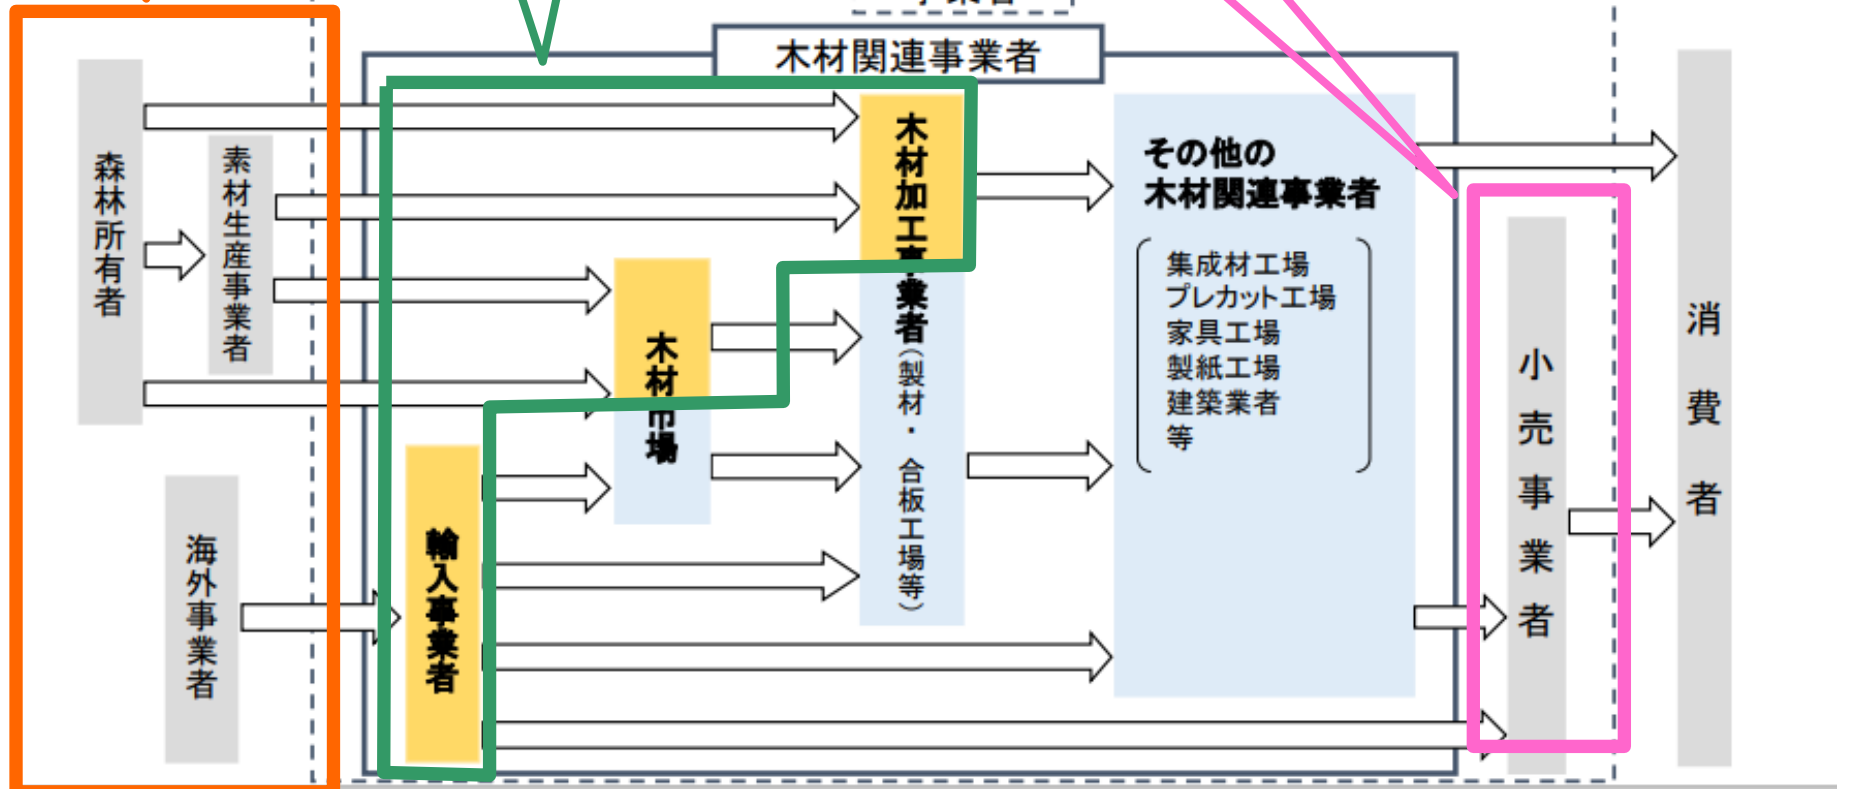 事業者
木材関連事業者
森林所有者
素材生産事業者
海外事業者
輸入事業者
木材市場
木材加工事業者(製材・合板工場等)
その他の
木材関連事業者
集成材工場
プレカット工場
家具工場
製紙工場
建築業者
等
小売事業者
消費者